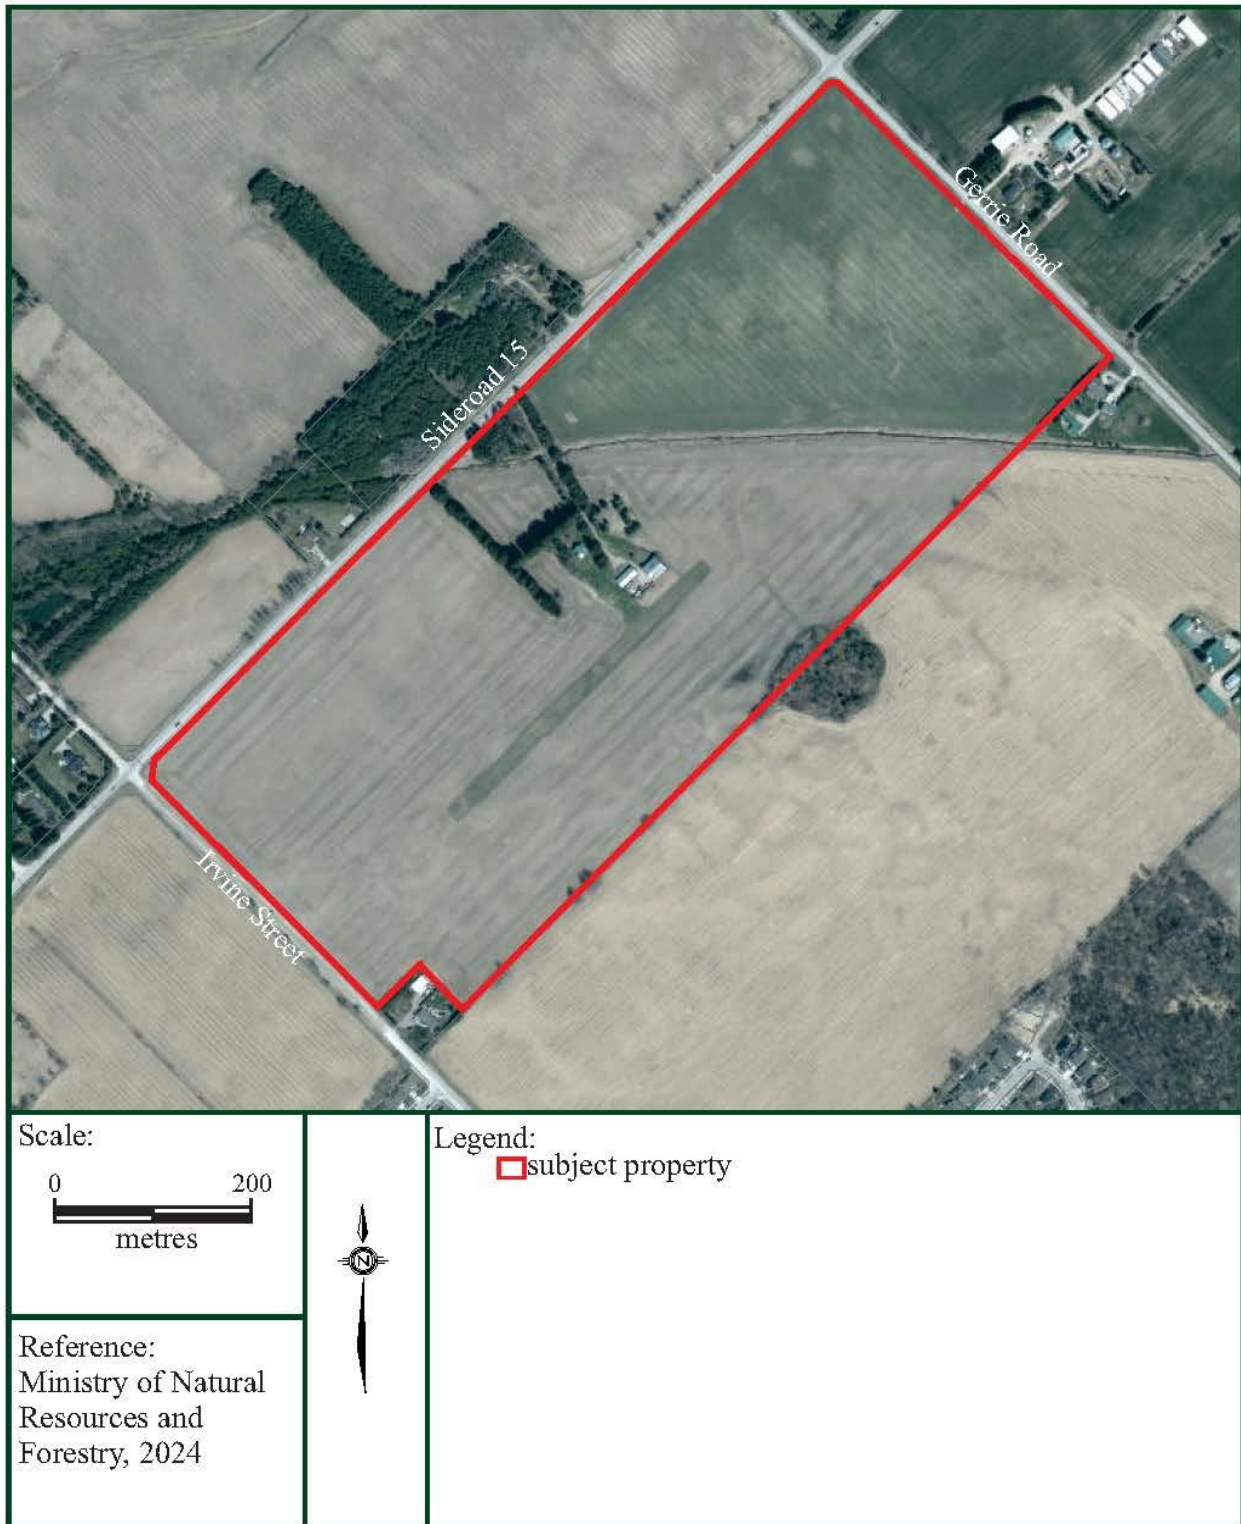 Gerrie Road
Sideroad 15
Irvine Street
Scale:
0 200
metres
N
Legend:
subject property
Reference:
Ministry of Natural
Resources and
Forestry, 2024